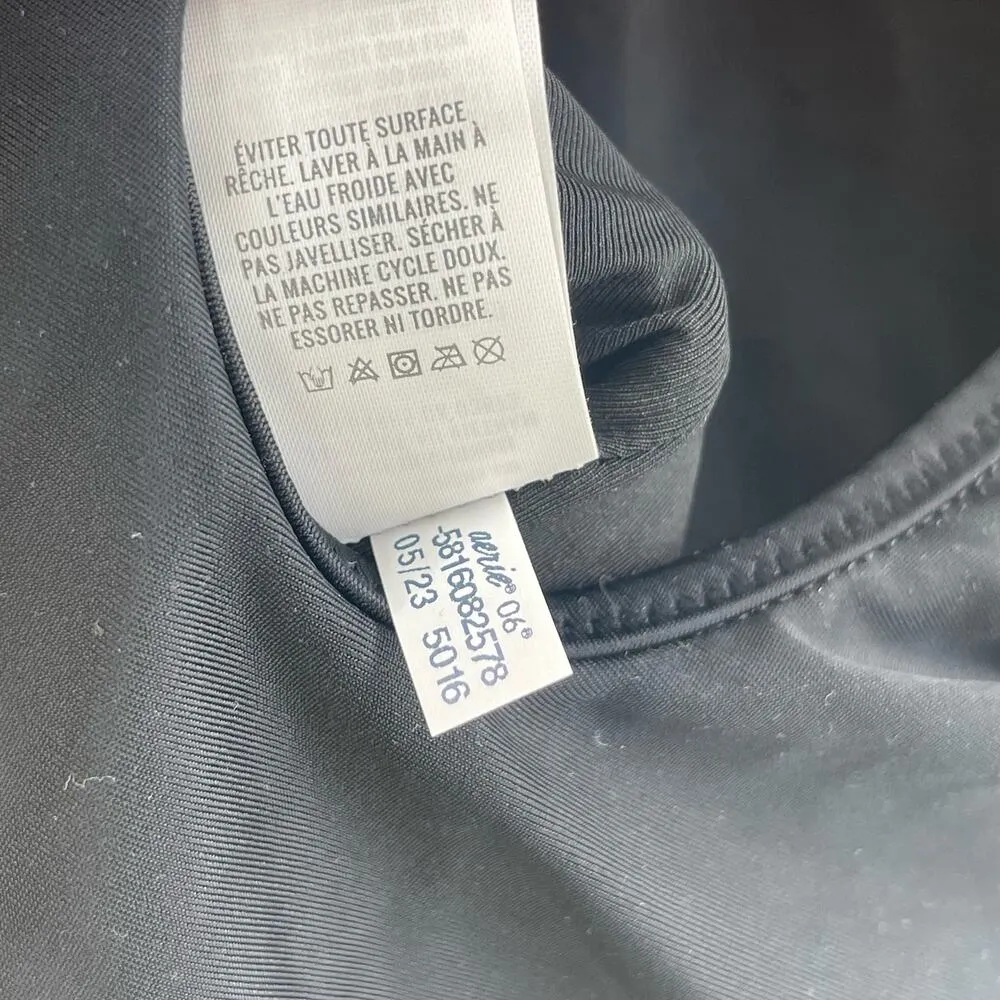 ÉVITER TOUTE SURFACE
RÊCHE. LAVER À LA MAIN À
L'EAU FROIDE AVEC
COULEURS SIMILAIRES. NE
PAS JAVELLISER. SÉCHER À
LA MACHINE CYCLE DOUX.
NE PAS REPASSER. NE PAS
ESSORER NI TORDRE.
aerie® 06®
-5816082578
05/23 5016